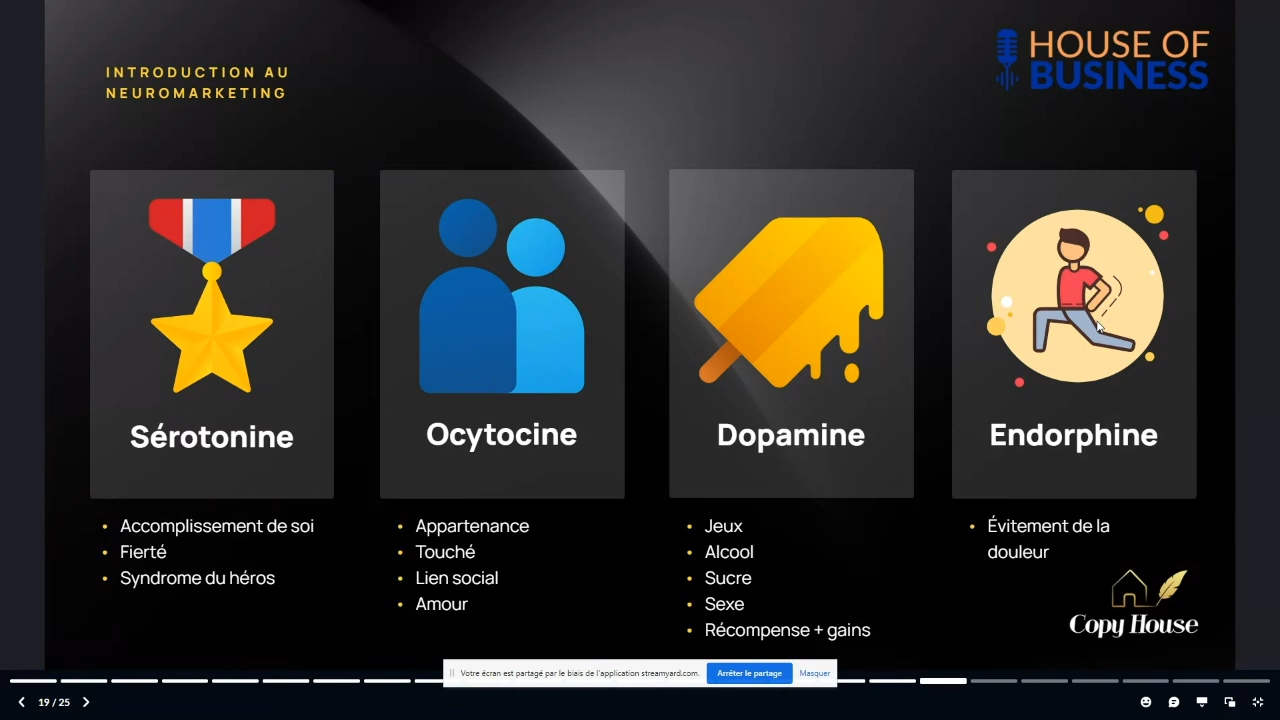 INTRODUCTION AU
NEUROMARKETING
HOUSE OF
BUSINESS
Sérotonine
Accomplissement de soi
Fierté
Syndrome du héros
Ocytocine
Appartenance
Touché
Lien social
Amour
Dopamine
Jeux
Alcool
Sucre
Sexe
Récompense + gains
Endorphine
Évitement de la
douleur
Copy House
Votre écran est partagé par le biais de l'application streamyard.com.
Arrêter le partage
Masquer
19 / 25